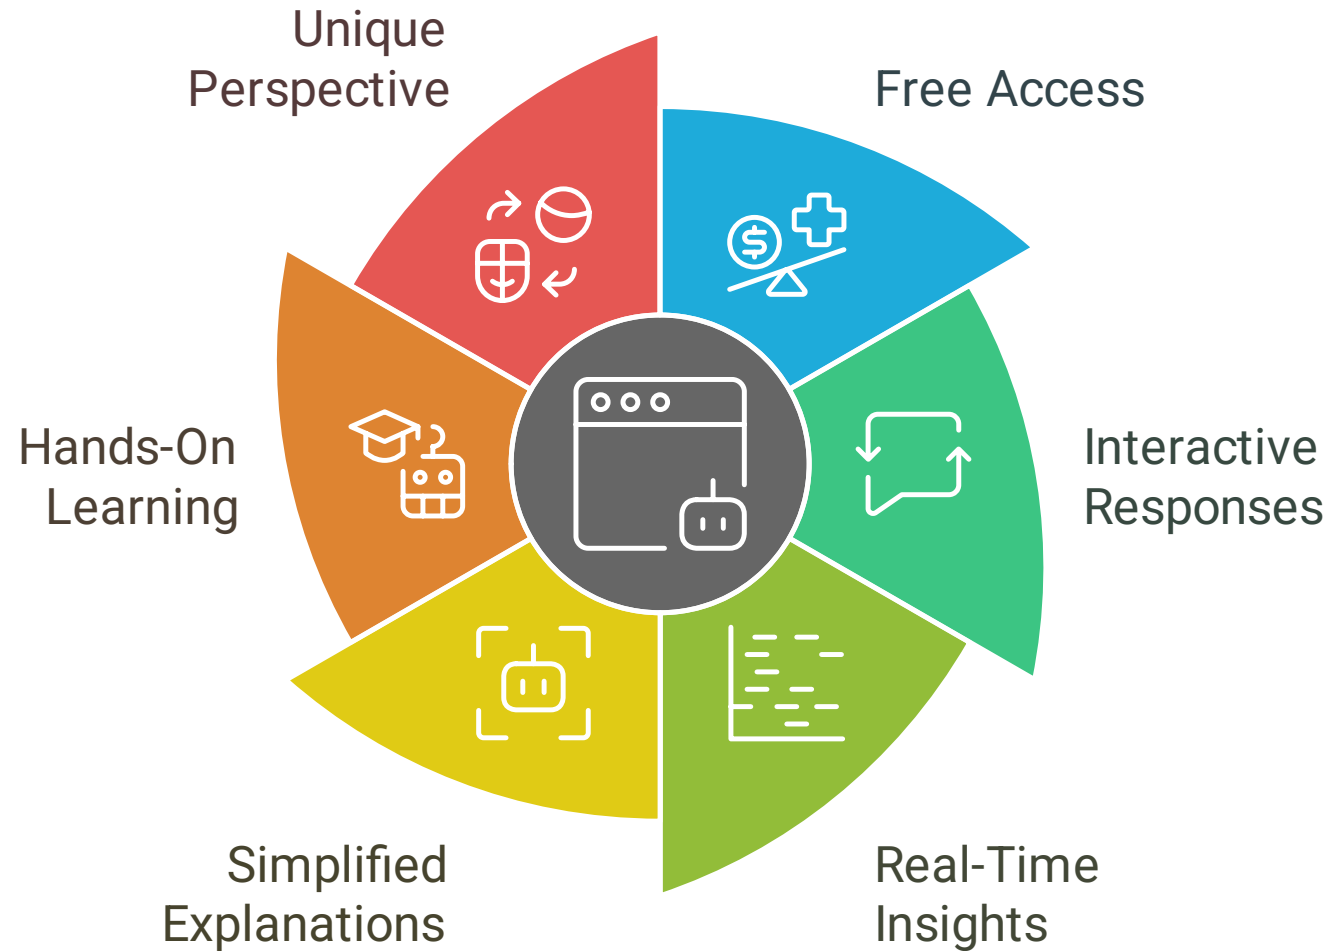 Unique
Perspective
Free Access
Interactive
Responses
Real-Time
Insights
Simplified
Explanations
Hands-On
Learning
$